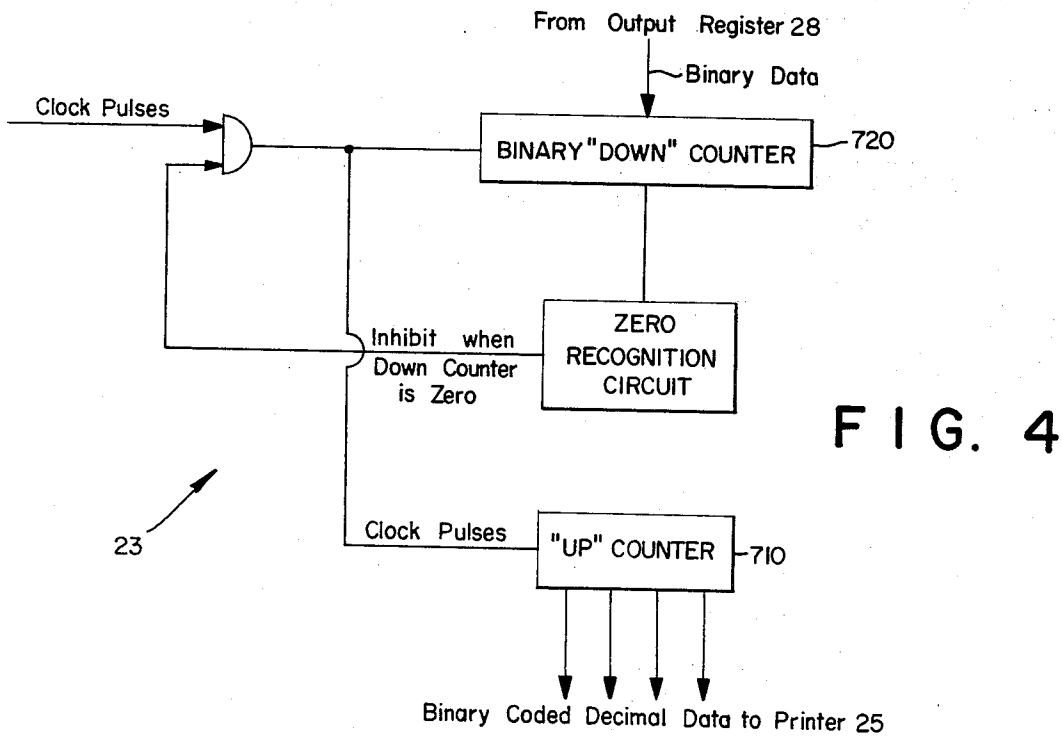 From Output Register 28
Binary Data
Clock Pulses
BINARY "DOWN" COUNTER
720
ZERO
RECOGNITION
CIRCUIT
Inhibit when
Down Counter
is Zero
FIG. 4
23
Clock Pulses
"UP" COUNTER
710
Binary Coded Decimal Data to Printer 25